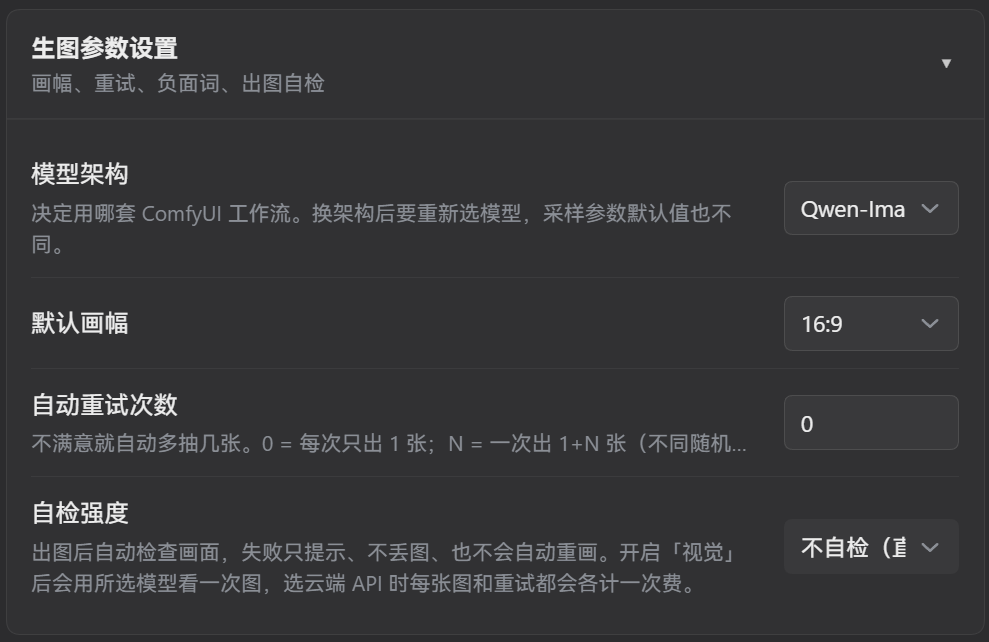 生图参数设置
画幅、重试、负面词、出图自检
模型架构
决定用哪套 ComfyUI 工作流。换架构后要重新选模型，采样参数默认值也不
同。
Qwen-Ima
默认画幅
16:9
自动重试次数
不满意就自动多抽几张。0 = 每次只出 1 张；N = 一次出 1+N 张（不同随机...
0
自检强度
出图后自动检查画面，失败只提示、不丢图、也不会自动重画。开启「视觉」
后会用所选模型看一次图，选云端 API 时每张图和重试都会各计一次费。
不自检（直